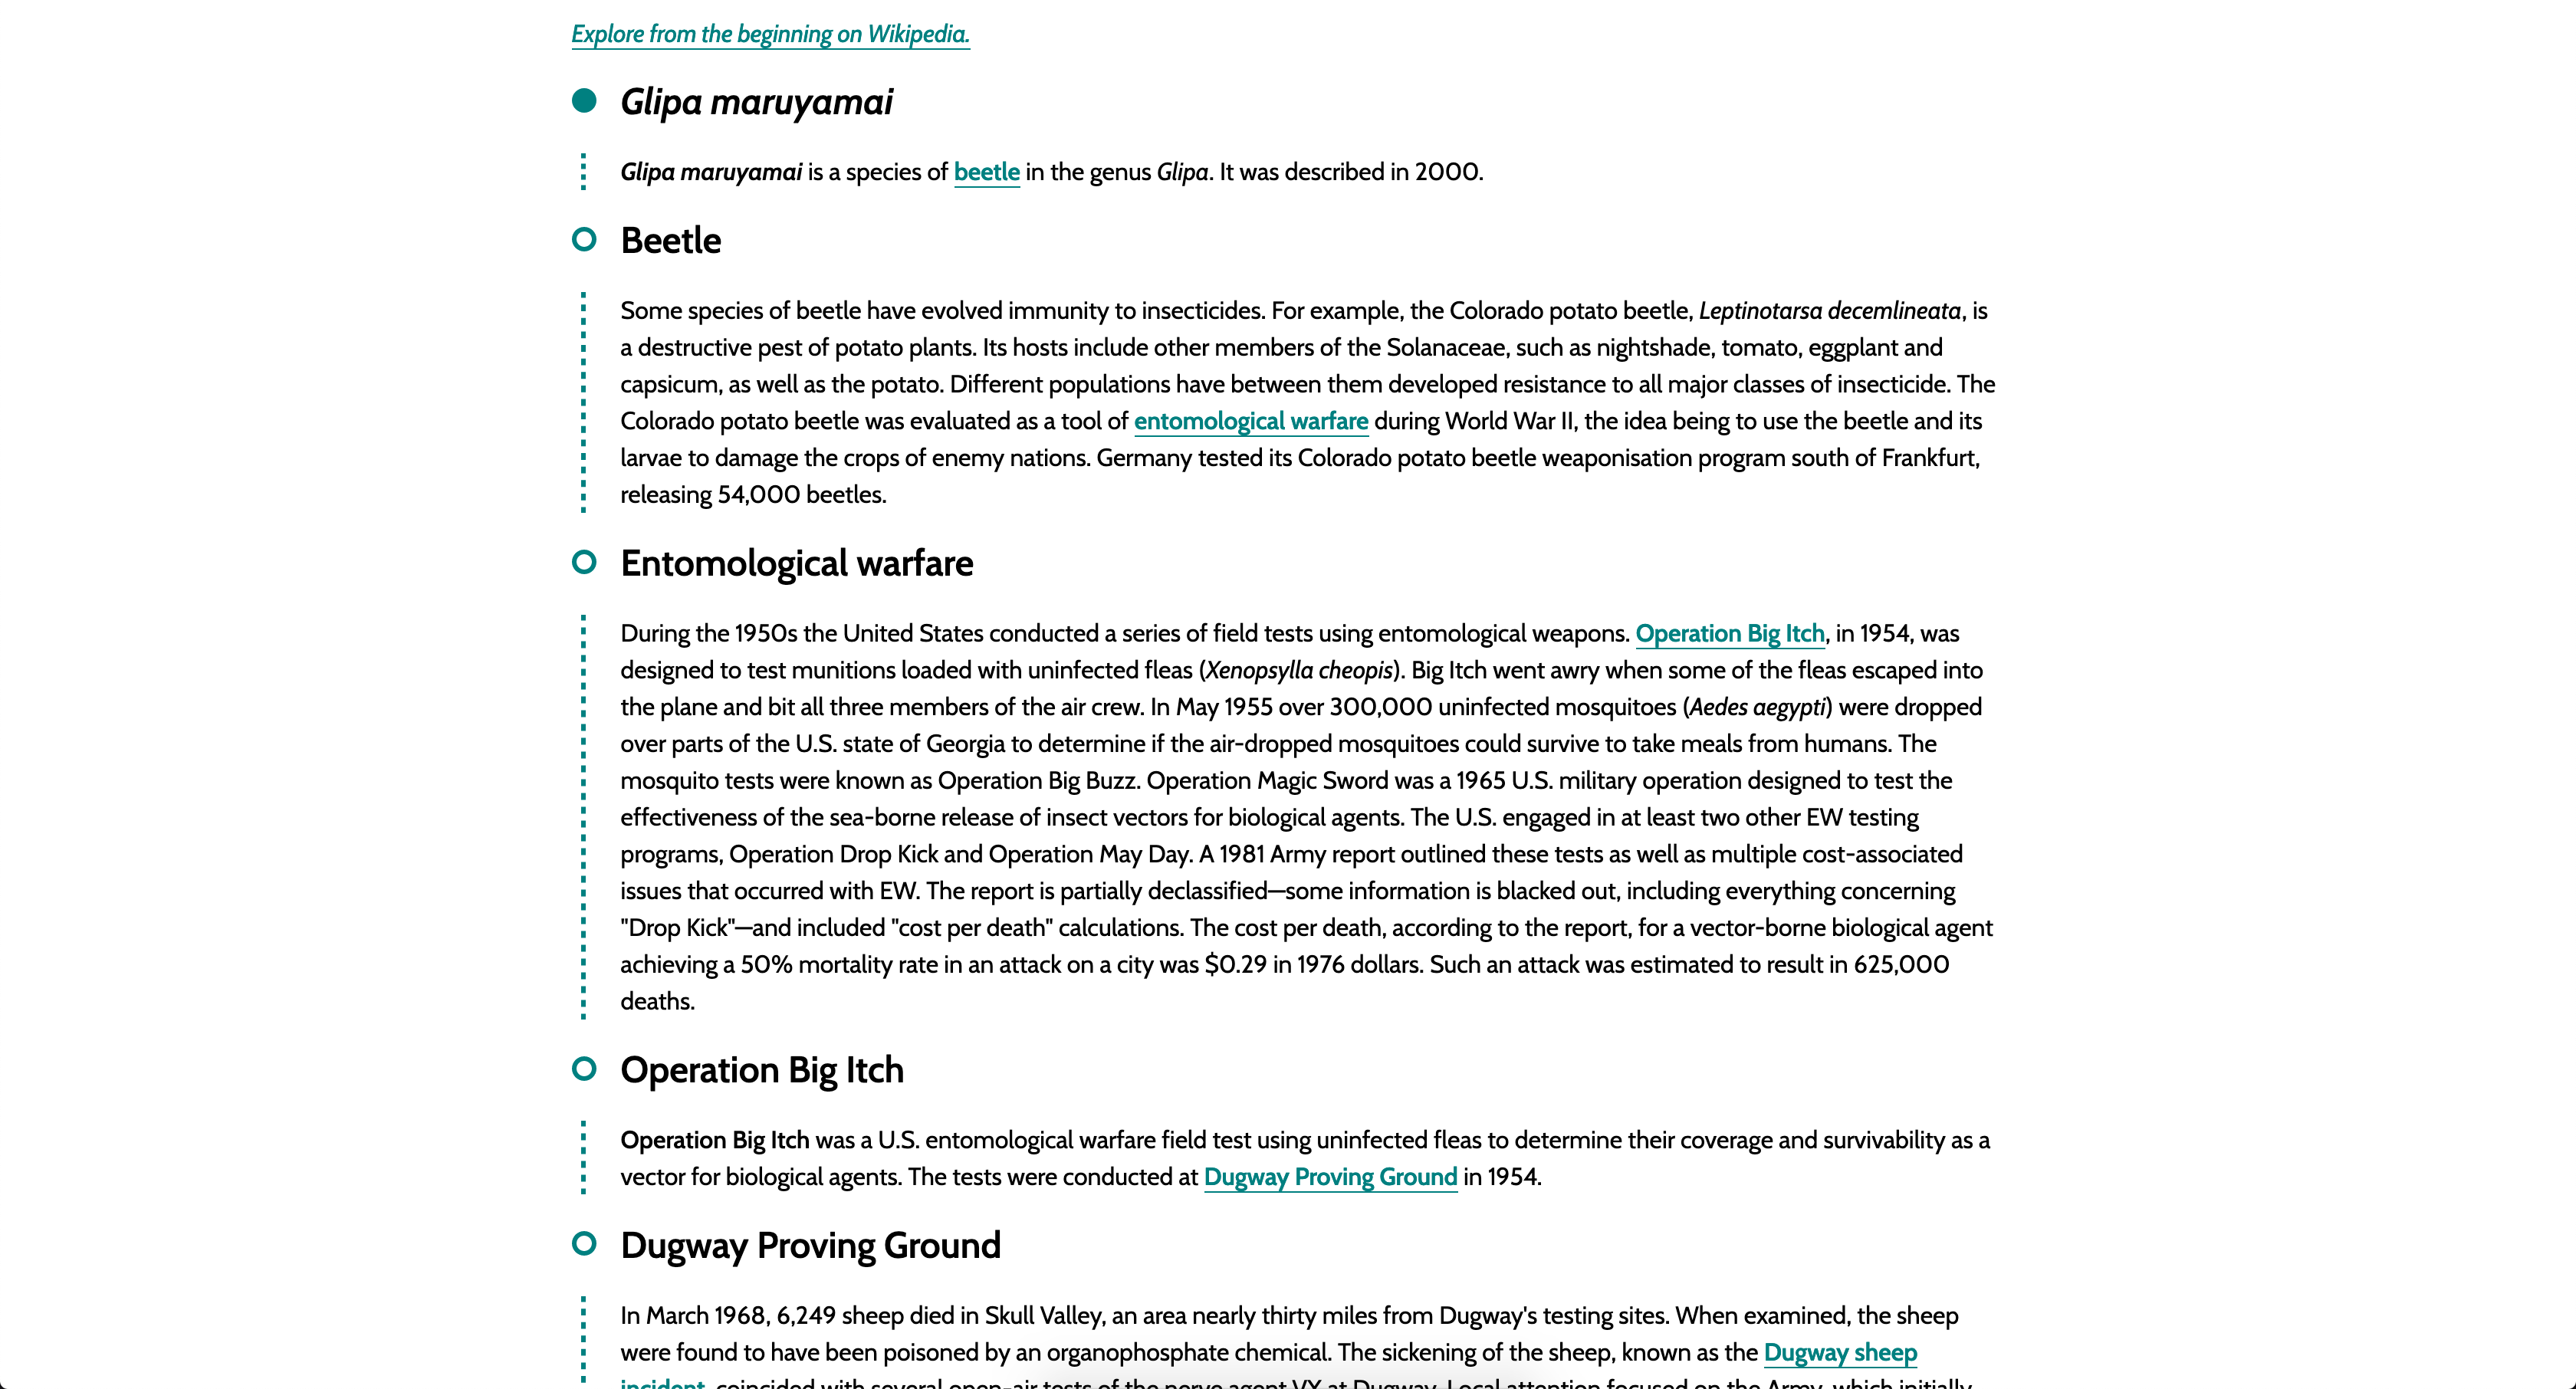 Explore from the beginning on Wikipedia.
Glipa maruyamai
Glipa maruyamai is a species of beetle in the genus Glipa. It was described in 2000.
Beetle
Some species of beetle have evolved immunity to insecticides. For example, the Colorado potato beetle, Leptinotarsa decemlineata, is
a destructive pest of potato plants. Its hosts include other members of the Solanaceae, such as nightshade, tomato, eggplant and
capsicum, as well as the potato. Different populations have between them developed resistance to all major classes of insecticide. The
Colorado potato beetle was evaluated as a tool of entomological warfare during World War II, the idea being to use the beetle and its
larvae to damage the crops of enemy nations. Germany tested its Colorado potato beetle weaponisation program south of Frankfurt,
releasing 54,000 beetles.
Entomological warfare
During the 1950s the United States conducted a series of field tests using entomological weapons. Operation Big Itch, in 1954, was
designed to test munitions loaded with uninfected fleas (Xenopsylla cheopis). Big Itch went awry when some of the fleas escaped into
the plane and bit all three members of the air crew. In May 1955 over 300,000 uninfected mosquitoes (Aedes aegypti) were dropped
over parts of the U.S. state of Georgia to determine if the air-dropped mosquitoes could survive to take meals from humans. The
mosquito tests were known as Operation Big Buzz. Operation Magic Sword was a 1965 U.S. military operation designed to test the
effectiveness of the sea-borne release of insect vectors for biological agents. The U.S. engaged in at least two other EW testing
programs, Operation Drop Kick and Operation May Day. A 1981 Army report outlined these tests as well as multiple cost-associated
issues that occurred with EW. The report is partially declassified—some information is blacked out, including everything concerning
"Drop Kick"—and included "cost per death" calculations. The cost per death, according to the report, for a vector-borne biological agent
achieving a 50% mortality rate in an attack on a city was $0.29 in 1976 dollars. Such an attack was estimated to result in 625,000
deaths.
Operation Big Itch
Operation Big Itch was a U.S. entomological warfare field test using uninfected fleas to determine their coverage and survivability as a
vector for biological agents. The tests were conducted at Dugway Proving Ground in 1954.
Dugway Proving Ground
In March 1968, 6,249 sheep died in Skull Valley, an area nearly thirty miles from Dugway's testing sites. When examined, the sheep
were found to have been poisoned by an organophosphate chemical. The sickening of the sheep, known as the Dugway sheep
incident, coincided with several open-air tests of the nerve agent VX at Dugway. Local attention focused on the Army, which initially